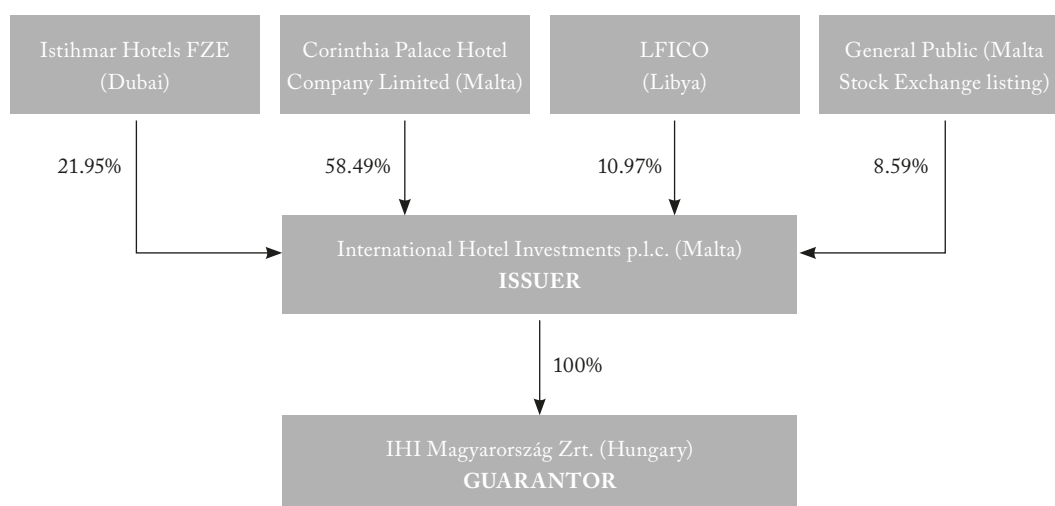 Istihmar Hotels FZE
(Dubai)
Corinthia Palace Hotel
Company Limited (Malta)
LFICO
(Libya)
General Public (Malta
Stock Exchange listing)
21.95%
58.49%
10.97%
8.59%
International Hotel Investments p.l.c. (Malta)
ISSUER
100%
IHI Magyarország Zrt. (Hungary)
GUARANTOR